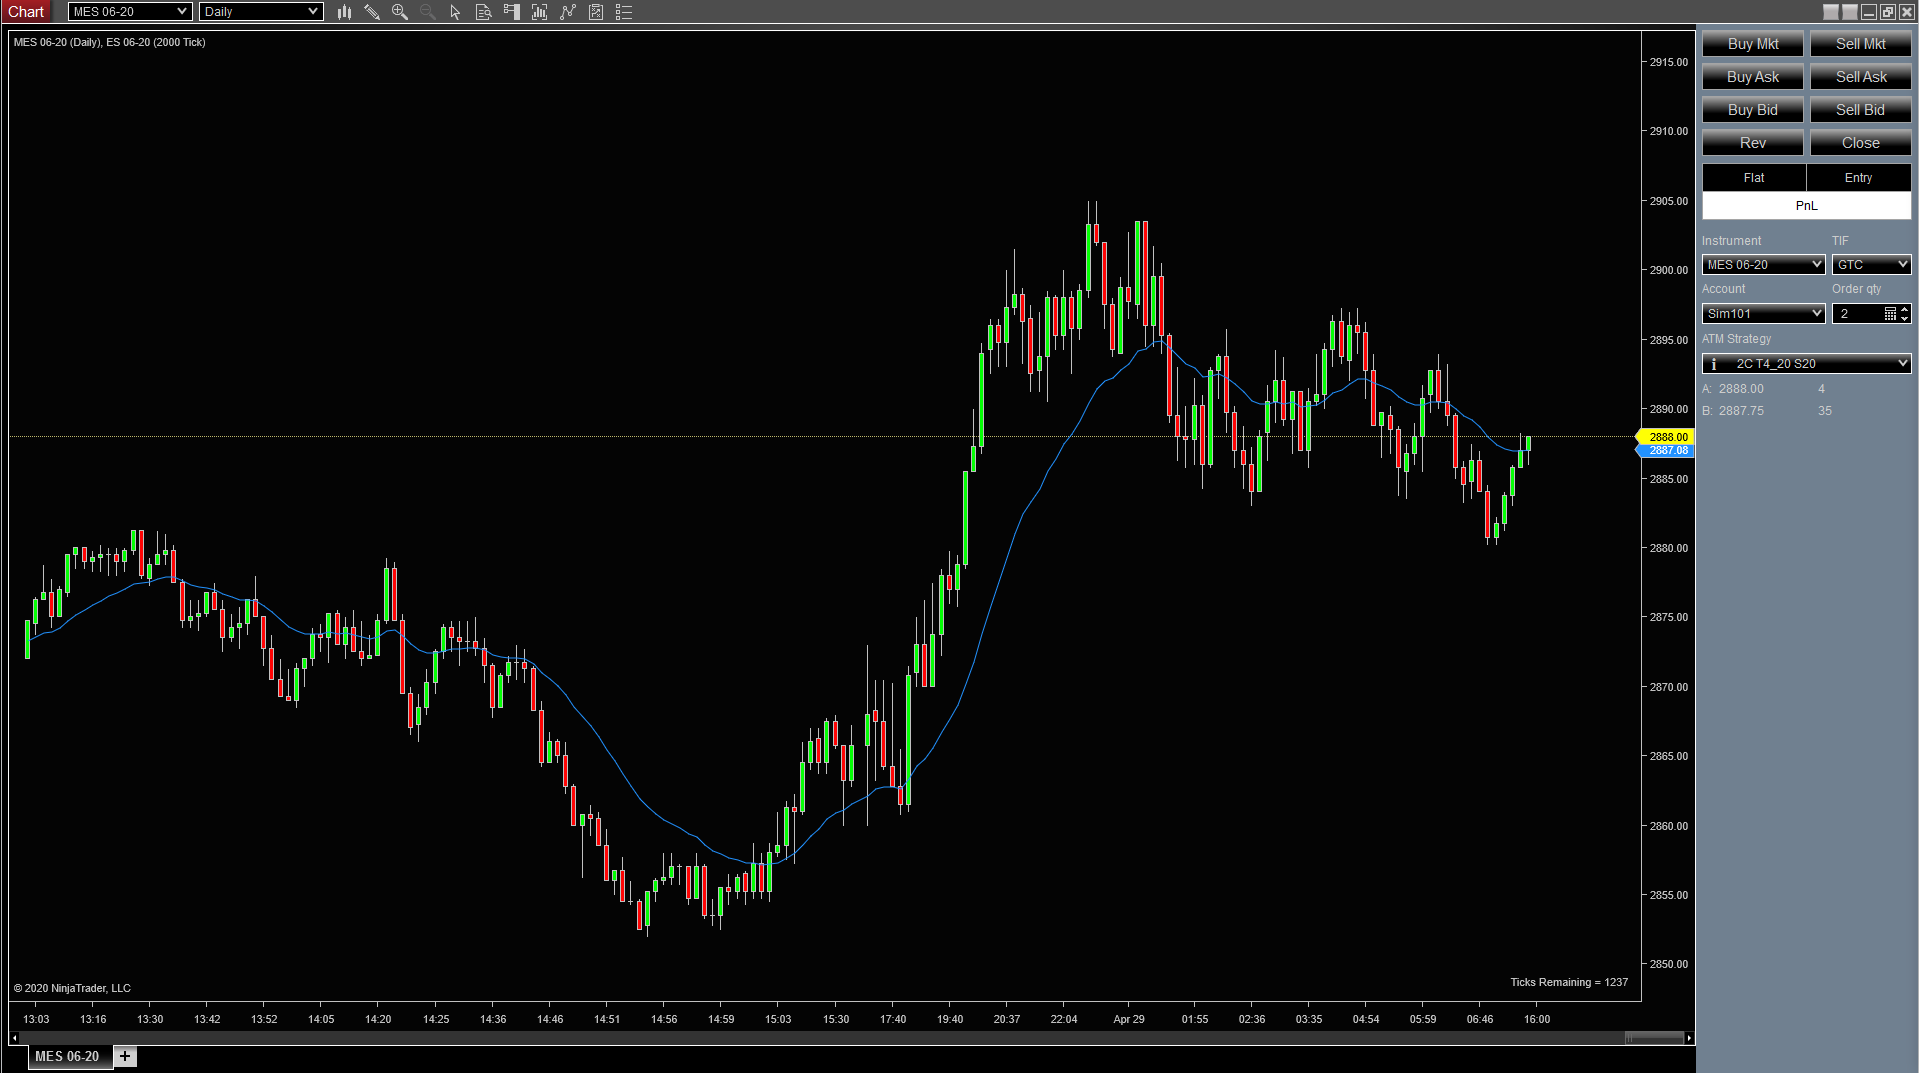 Chart MES 06-20 Daily
MES 06-20 (Daily), ES 06-20 (2000 Tick)
2915.00
2910.00
2905.00
2900.00
2895.00
2890.00
2888.00
2887.08
2885.00
2880.00
2875.00
2870.00
2865.00
2860.00
2855.00
2850.00
© 2020 NinjaTrader, LLC
Ticks Remaining = 1237
13:03 13:16 13:30 13:42 13:52 14:05 14:20 14:25 14:36 14:46 14:51 14:56 14:59 15:03 15:30 17:40 19:40 20:37 22:04 Apr 29 01:55 02:36 03:35 04:54 05:59 06:46 16:00
MES 06-20 +
Buy Mkt Sell Mkt
Buy Ask Sell Ask
Buy Bid Sell Bid
Rev Close
Flat Entry
PnL
Instrument TIF
MES 06-20 GTC
Account Order qty
Sim101 2
ATM Strategy
i 2C T4_20 S20
A: 2888.00 4
B: 2887.75 35